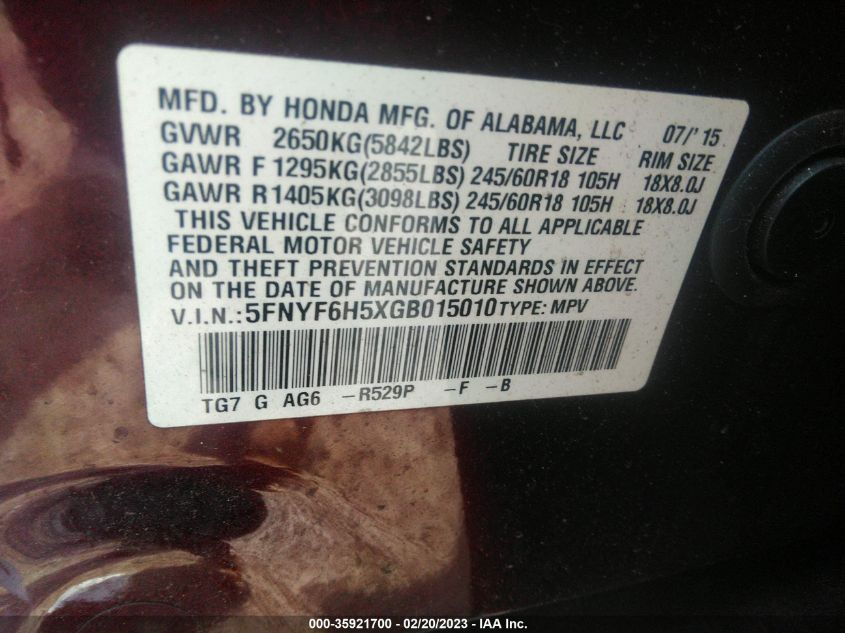 MFD. BY HONDA MFG. OF ALABAMA, LLC 07/'15
GVWR 2650KG(5842LBS) TIRE SIZE RIM SIZE
GAWR F 1295KG(2855LBS) 245/60R18 105H 18X8.0J
GAWR R1405KG(3098LBS) 245/60R18 105H 18X8.0J
THIS VEHICLE CONFORMS TO ALL APPLICABLE
FEDERAL MOTOR VEHICLE SAFETY
AND THEFT PREVENTION STANDARDS IN EFFECT
ON THE DATE OF MANUFACTURE SHOWN ABOVE.
V.I.N.:5FNYF6H5XGB015010 TYPE: MPV
TG7 G AG6 -R529P -F -B
000-35921700 - 02/20/2023 - IAA Inc.